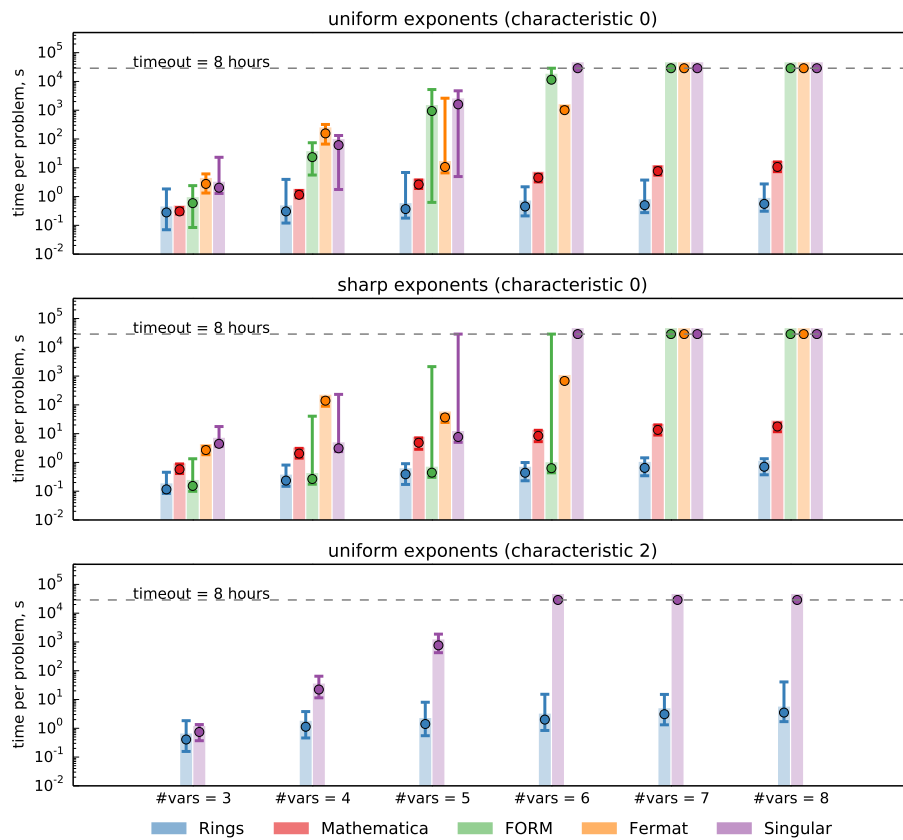 uniform exponents (characteristic 0)
time per problem, s
10^5
10^4
10^3
10^2
10^1
10^0
10^-1
10^-2
timeout = 8 hours
sharp exponents (characteristic 0)
time per problem, s
10^5
10^4
10^3
10^2
10^1
10^0
10^-1
10^-2
timeout = 8 hours
uniform exponents (characteristic 2)
time per problem, s
10^5
10^4
10^3
10^2
10^1
10^0
10^-1
10^-2
timeout = 8 hours
#vars = 3 #vars = 4 #vars = 5 #vars = 6 #vars = 7 #vars = 8
Rings Mathematica FORM Fermat Singular